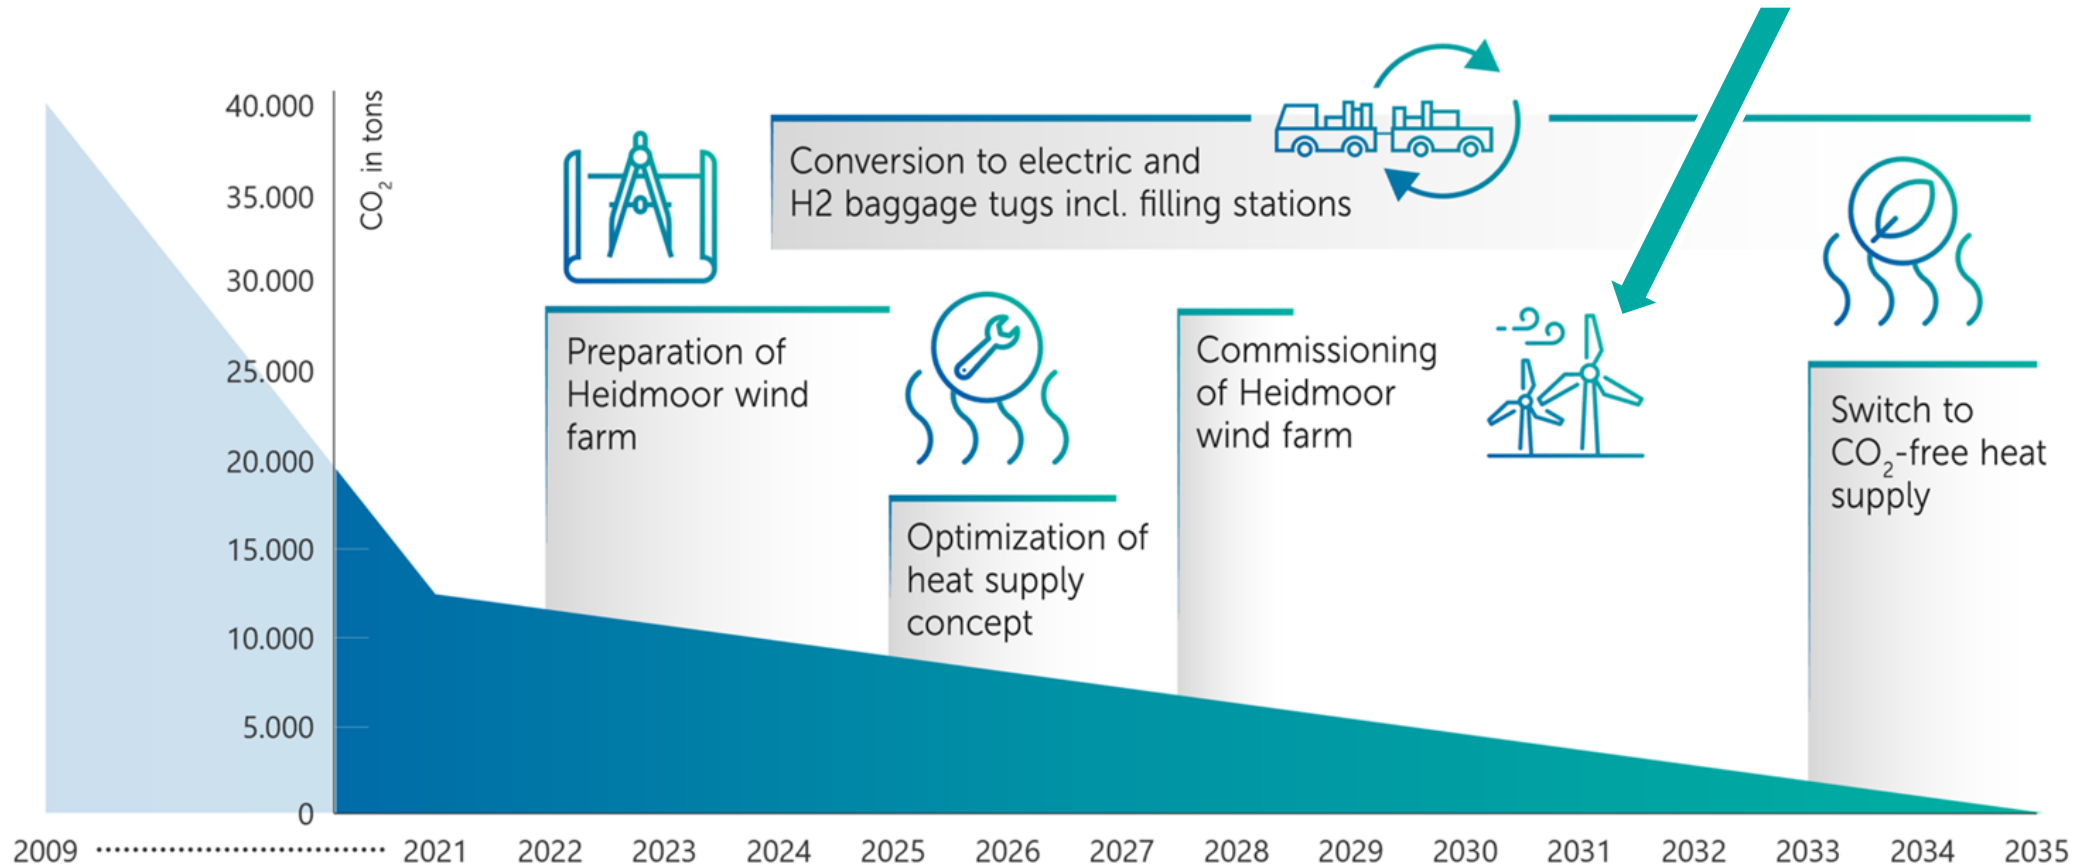 40.000
35.000
30.000
25.000
20.000
15.000
10.000
5.000
0
CO₂ in tons
Conversion to electric and
H2 baggage tugs incl. filling stations
Preparation of
Heidmoor wind
farm
Optimization of
heat supply
concept
Commissioning
of Heidmoor
wind farm
Switch to
CO₂-free heat
supply
2009 2021 2022 2023 2024 2025 2026 2027 2028 2029 2030 2031 2032 2033 2034 2035